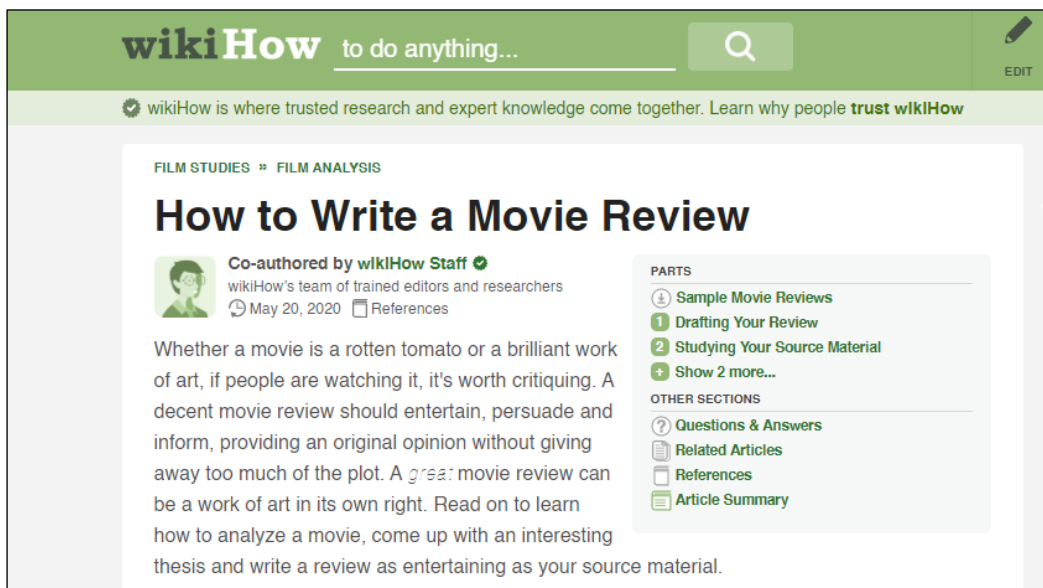 wikiHow to do anything...
EDIT
wikiHow is where trusted research and expert knowledge come together. Learn why people trust wikiHow
FILM STUDIES » FILM ANALYSIS
How to Write a Movie Review
Co-authored by wikiHow Staff
wikiHow's team of trained editors and researchers
May 20, 2020 References
Whether a movie is a rotten tomato or a brilliant work
of art, if people are watching it, it's worth critiquing. A
decent movie review should entertain, persuade and
inform, providing an original opinion without giving
away too much of the plot. A great movie review can
be a work of art in its own right. Read on to learn
how to analyze a movie, come up with an interesting
thesis and write a review as entertaining as your source material.
PARTS
Sample Movie Reviews
1 Drafting Your Review
2 Studying Your Source Material
+ Show 2 more...
OTHER SECTIONS
? Questions & Answers
Related Articles
References
Article Summary